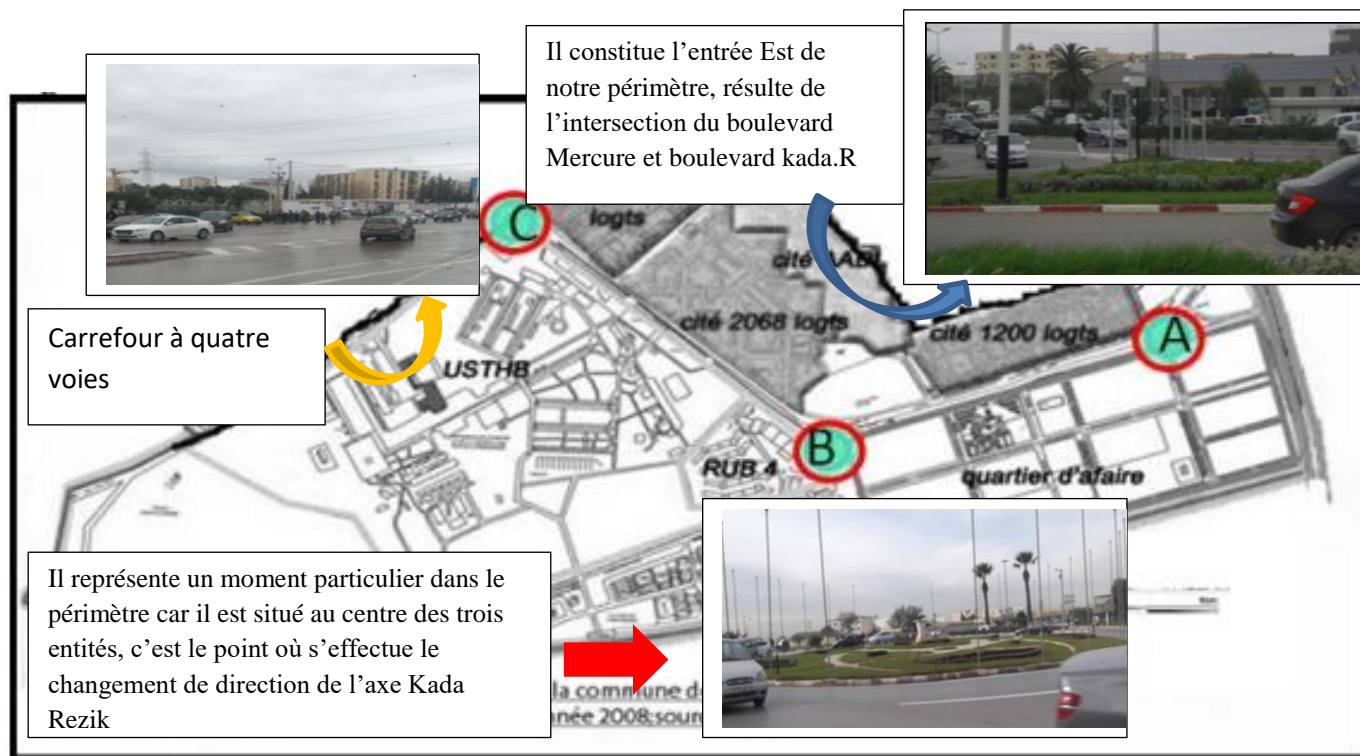 Il constitue l’entrée Est de
notre périmètre, résulte de
l’intersection du boulevard
Mercure et boulevard kada.R
C
logts
cité AADL
cité 2068 logts
cité 1200 logts
A
Carrefour à quatre
voies
USTHB
B
RUB 4
quartier d'afaire
Il représente un moment particulier dans le
périmètre car il est situé au centre des trois
entités, c’est le point où s’effectue le
changement de direction de l’axe Kada
Rezik
la commune d
née 2008;sour